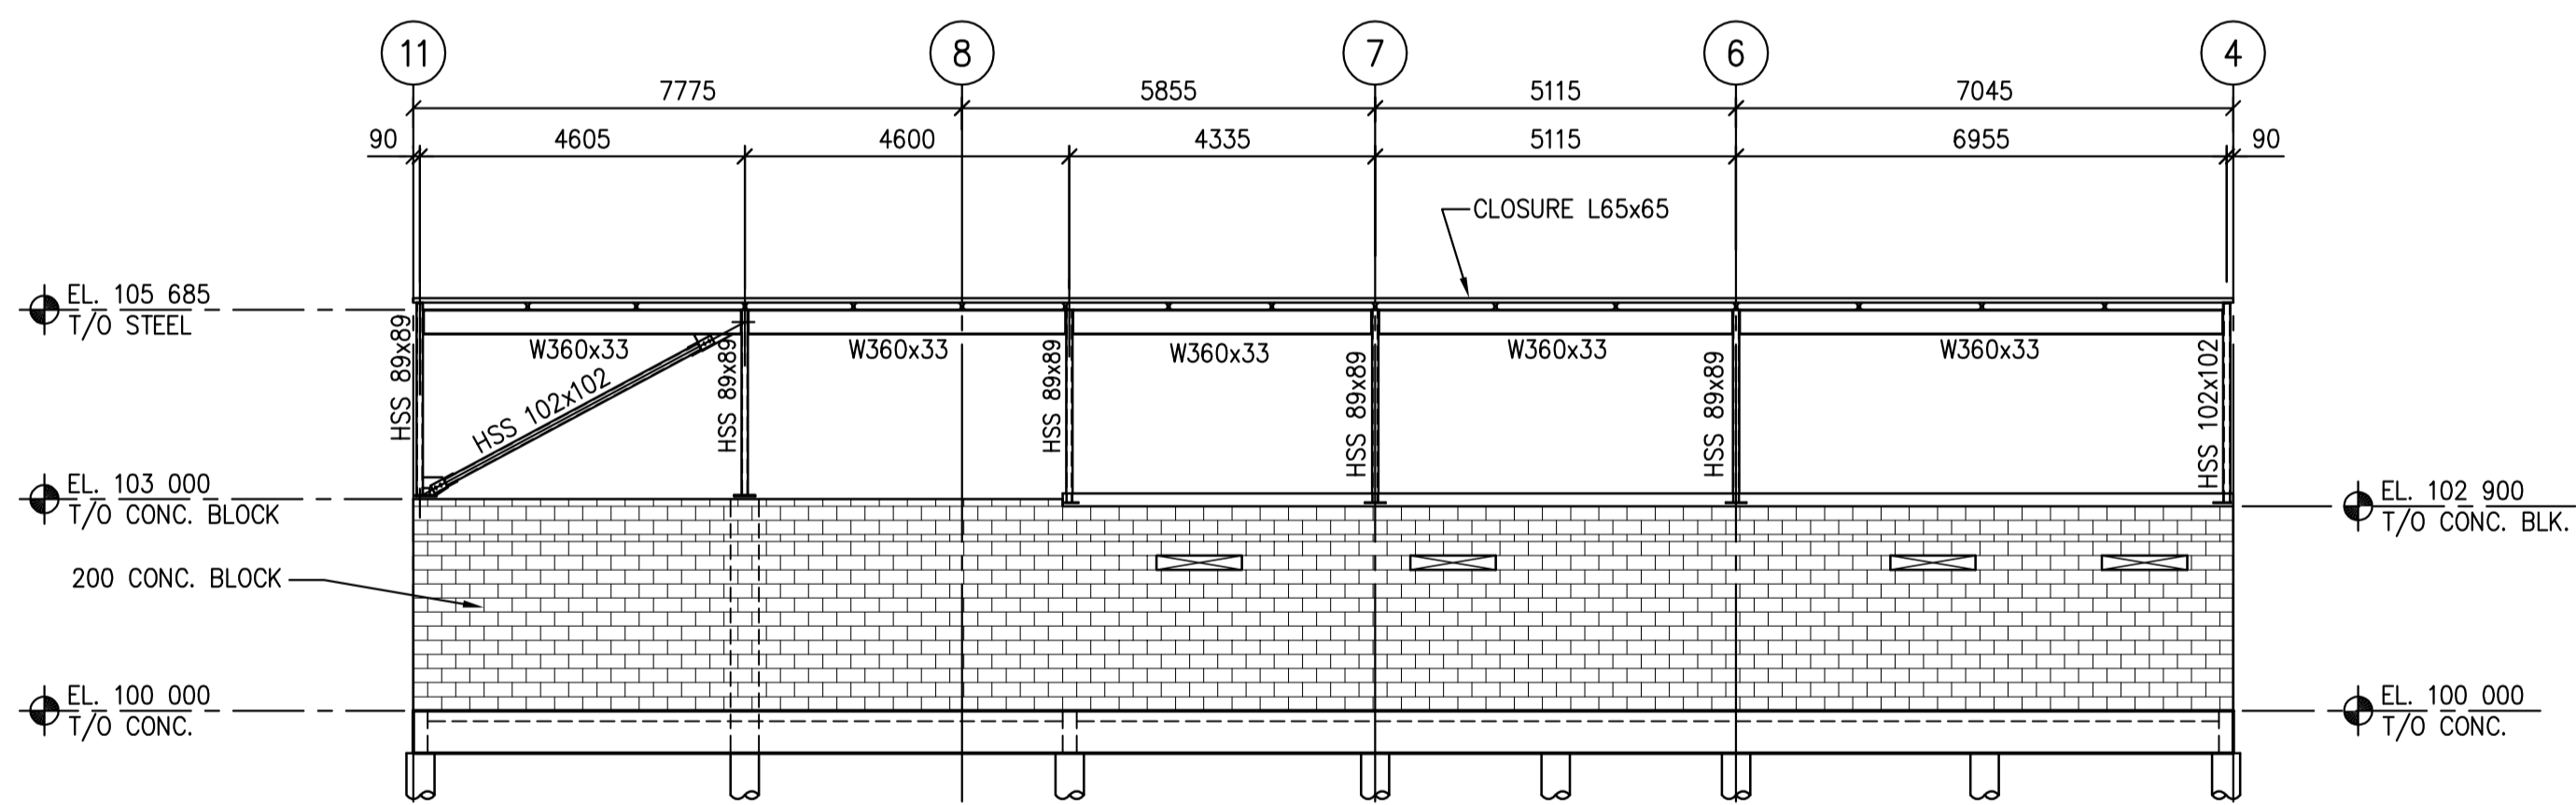 11
8
7
6
4
7775
5855
5115
7045
90
4605
4600
4335
5115
6955
90
CLOSURE L65x65
EL. 105 685
T/O STEEL
HSS 89x89
W360x33
HSS 102x102
HSS 89x89
W360x33
HSS 89x89
W360x33
HSS 89x89
W360x33
HSS 89x89
W360x33
HSS 102x102
EL. 103 000
T/O CONC. BLOCK
EL. 102 900
T/O CONC. BLK.
200 CONC. BLOCK
EL. 100 000
T/O CONC.
EL. 100 000
T/O CONC.